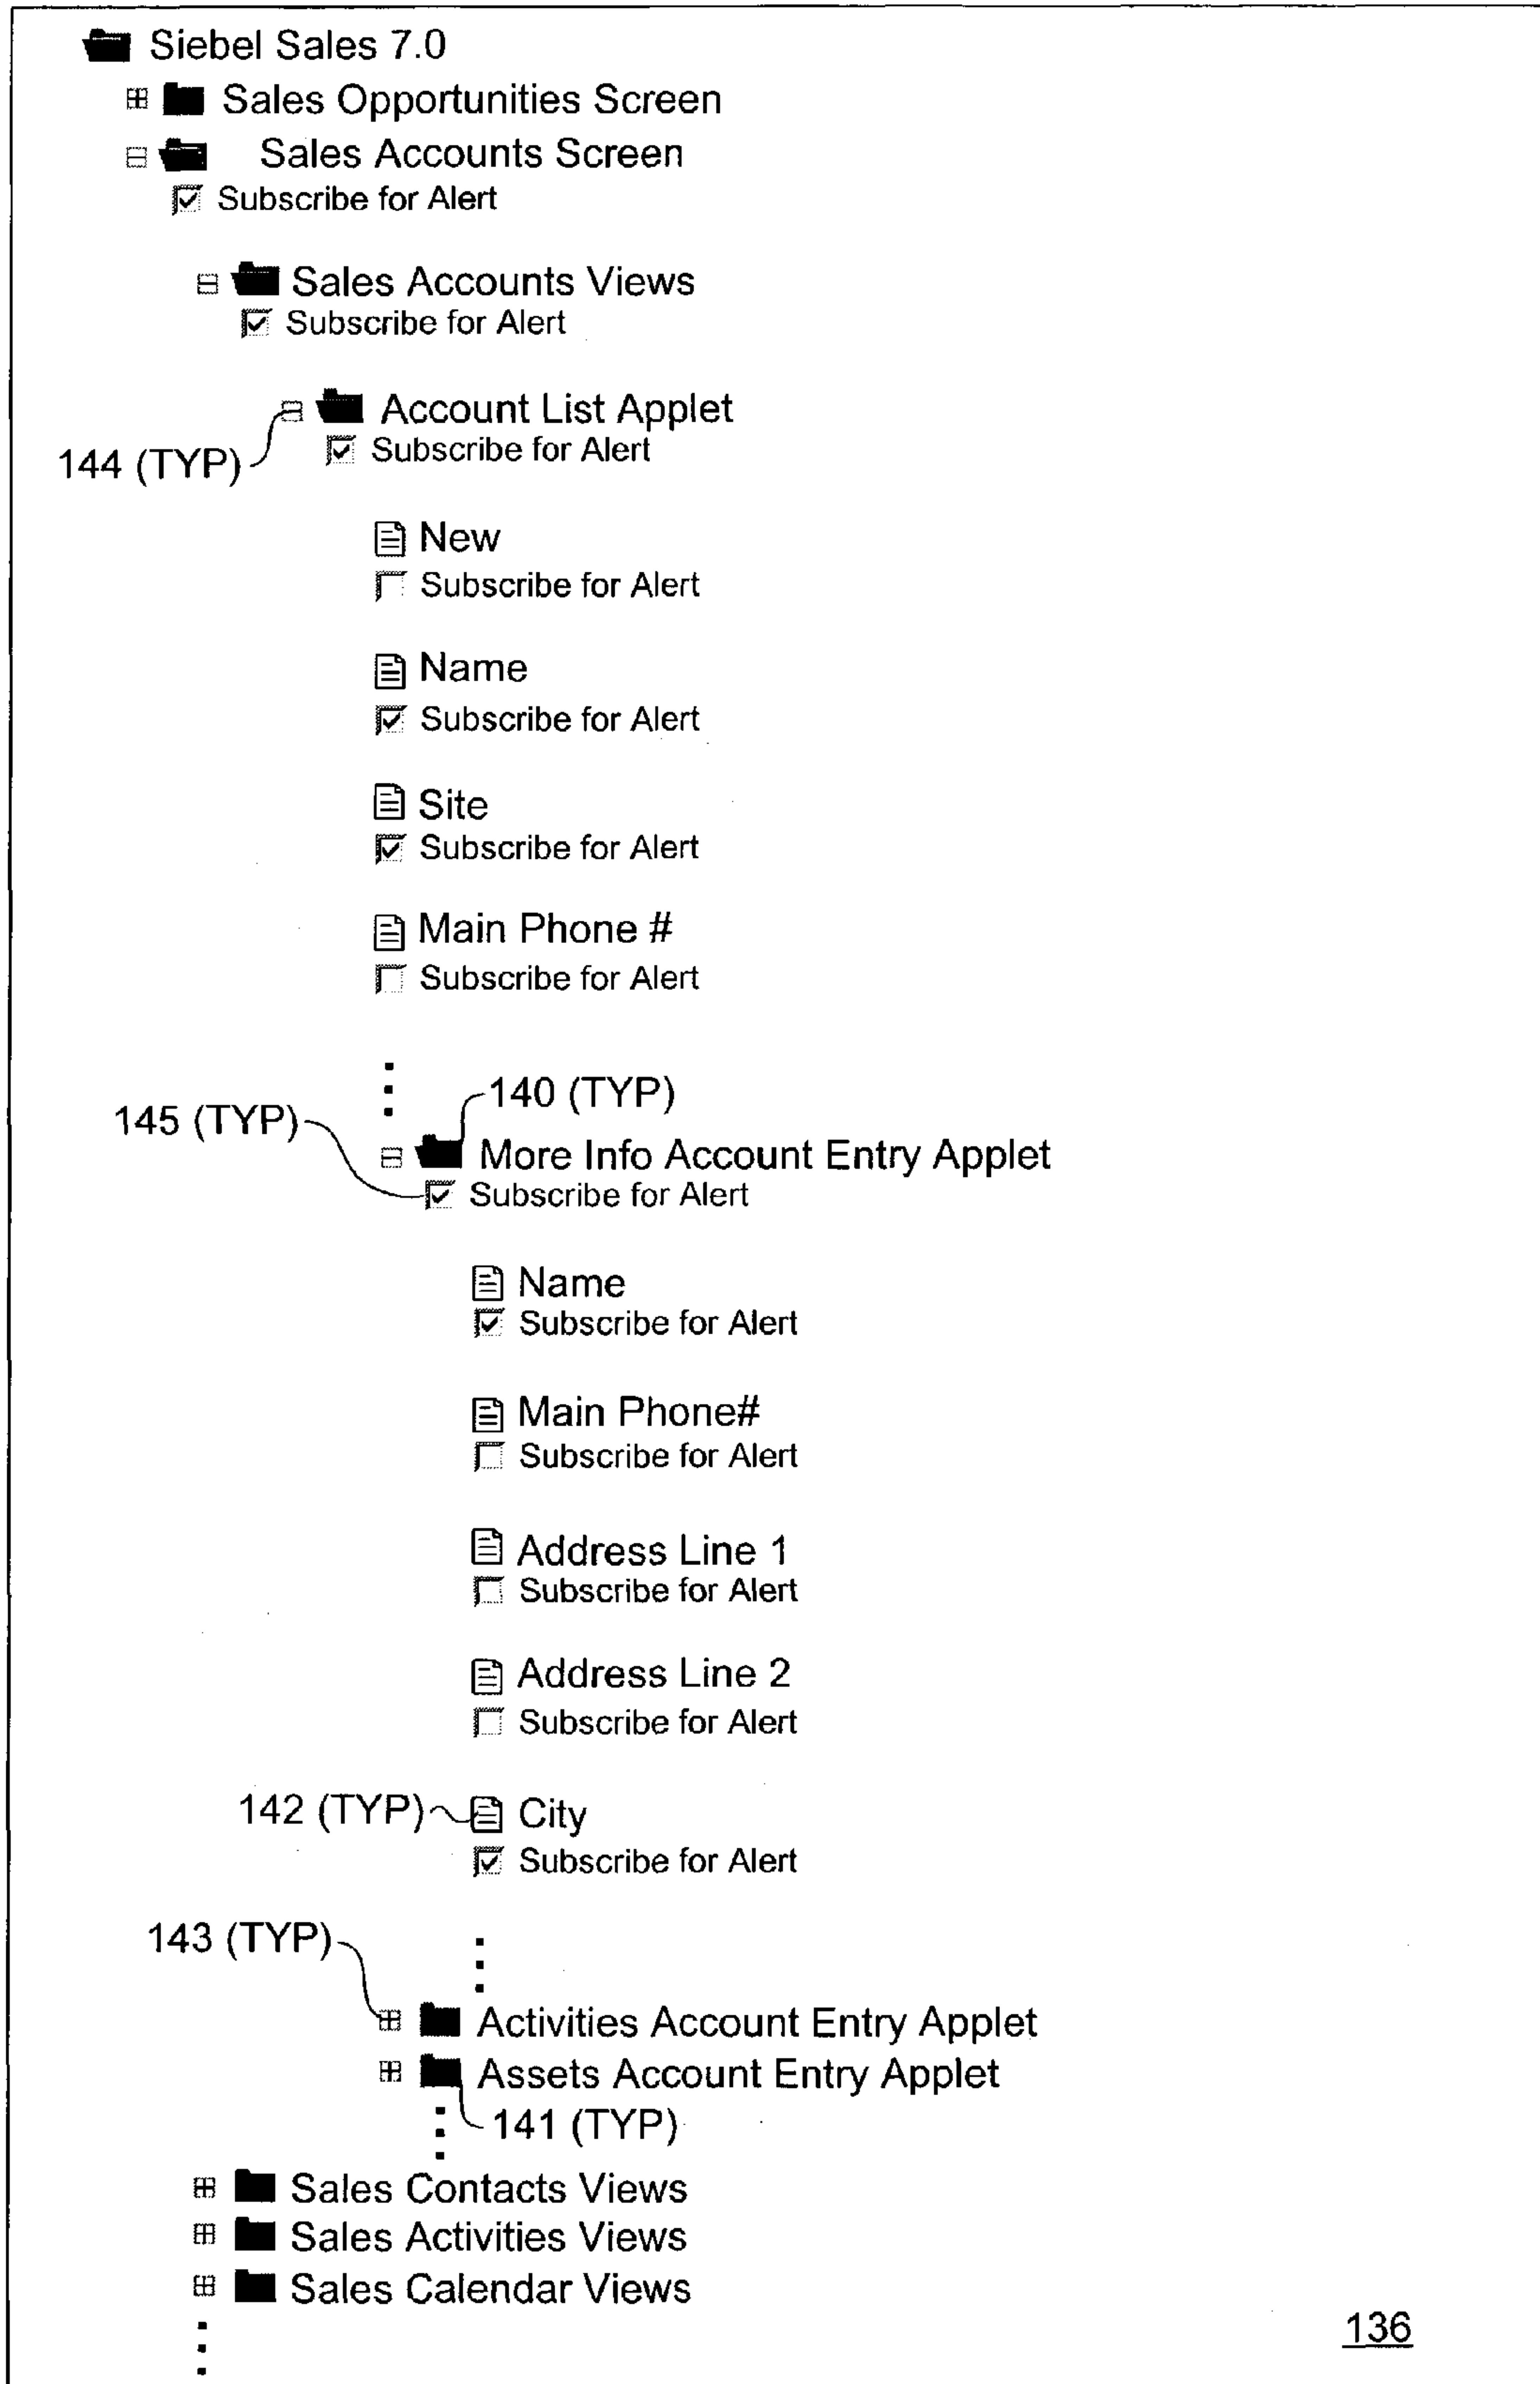 Siebel Sales 7.0
Sales Opportunities Screen
Sales Accounts Screen
Subscribe for Alert
Sales Accounts Views
Subscribe for Alert
Account List Applet
144 (TYP)
Subscribe for Alert
New
Subscribe for Alert
Name
Subscribe for Alert
Site
Subscribe for Alert
Main Phone #
Subscribe for Alert
140 (TYP)
145 (TYP)
More Info Account Entry Applet
Subscribe for Alert
Name
Subscribe for Alert
Main Phone#
Subscribe for Alert
Address Line 1
Subscribe for Alert
Address Line 2
Subscribe for Alert
142 (TYP) City
Subscribe for Alert
143 (TYP)
Activities Account Entry Applet
Assets Account Entry Applet
141 (TYP)
Sales Contacts Views
Sales Activities Views
Sales Calendar Views
136